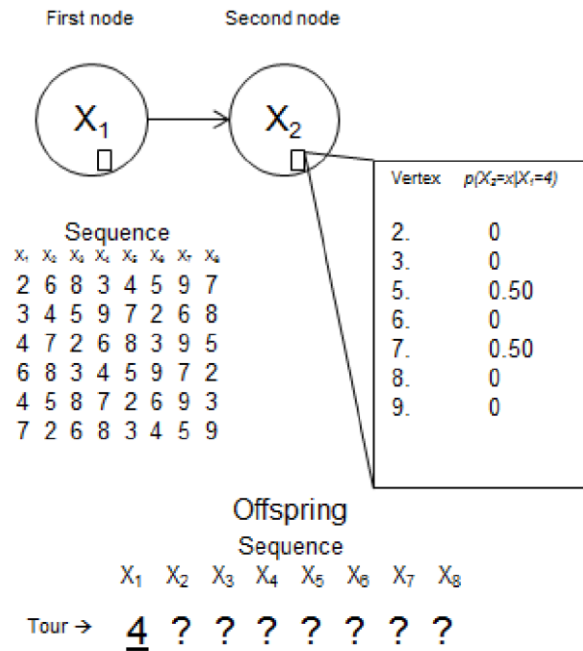 First node Second node
X₁ X₂
Vertex p(X₂=x|X₁=4)
2. 0
3. 0
5. 0.50
6. 0
7. 0.50
8. 0
9. 0
Sequence
X₁ X₂ X₃ X₄ X₅ X₆ X₇ X₈
2 6 8 3 4 5 9 7
3 4 5 9 7 2 6 8
4 7 2 6 8 3 9 5
6 8 3 4 5 9 7 2
4 5 8 7 2 6 9 3
7 2 6 8 3 4 5 9
Offspring
Sequence
X₁ X₂ X₃ X₄ X₅ X₆ X₇ X₈
Tour → 4 ? ? ? ? ? ? ?